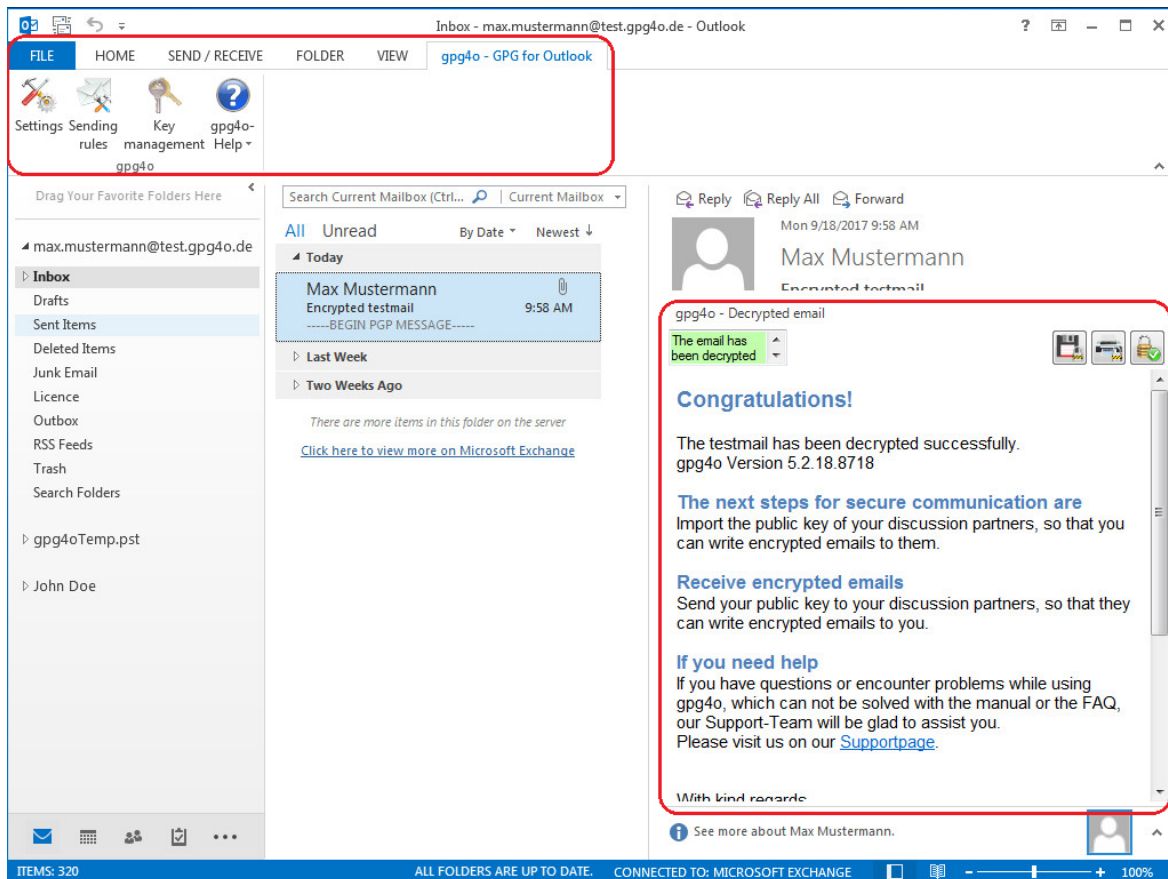 Inbox - max.mustermann@test.gpg4o.de - Outlook
FILE HOME SEND / RECEIVE FOLDER VIEW gpg4o - GPG for Outlook
Settings Sending rules Key management gpg4o-Help
gpg4o
Drag Your Favorite Folders Here
max.mustermann@test.gpg4o.de
Inbox
Drafts
Sent Items
Deleted Items
Junk Email
Licence
Outbox
RSS Feeds
Trash
Search Folders
gpg4oTemp.pst
John Doe
Search Current Mailbox (Ctrl... Current Mailbox
All Unread By Date Newest
Today
Max Mustermann
Encrypted testmail 9:58 AM
-----BEGIN PGP MESSAGE-----
Last Week
Two Weeks Ago
There are more items in this folder on the server
Click here to view more on Microsoft Exchange
Reply Reply All Forward
Mon 9/18/2017 9:58 AM
Max Mustermann
Encrypted testmail
gpg4o - Decrypted email
The email has
been decrypted
Congratulations!
The testmail has been decrypted successfully.
gpg4o Version 5.2.18.8718
The next steps for secure communication are
Import the public key of your discussion partners, so that you
can write encrypted emails to them.
Receive encrypted emails
Send your public key to your discussion partners, so that they
can write encrypted emails to you.
If you need help
If you have questions or encounter problems while using
gpg4o, which can not be solved with the manual or the FAQ,
our Support-Team will be glad to assist you.
Please visit us on our Supportpage.
With kind regards
See more about Max Mustermann.
ITEMS: 320 ALL FOLDERS ARE UP TO DATE. CONNECTED TO: MICROSOFT EXCHANGE 100%